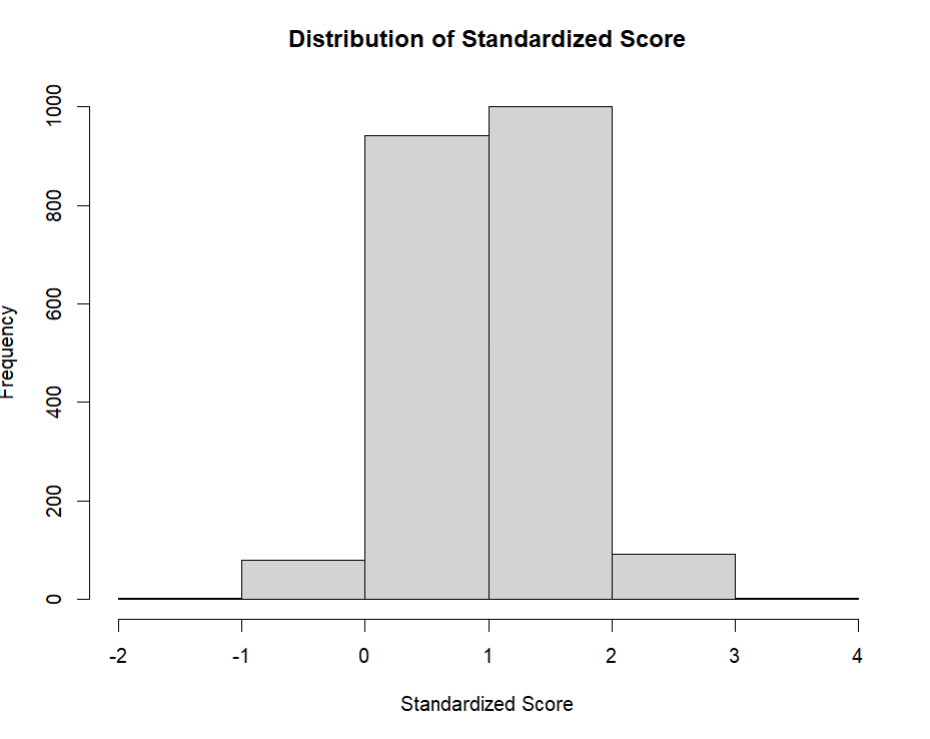 Distribution of Standardized Score
1000
800
600
400
200
0
Frequency
-2 -1 0 1 2 3 4
Standardized Score